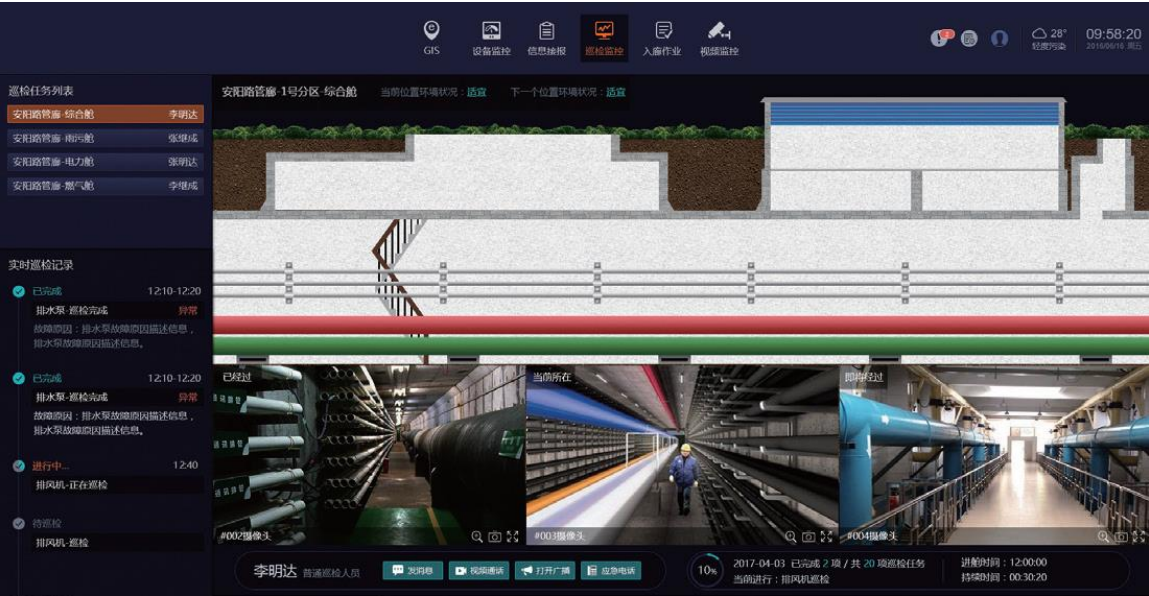 GIS
设备监控
信息抽报
巡检监控
入廊作业
视频监控
28°
轻度污染
09:58:20
2016/06/16 周五
巡检任务列表
安阳路管廊-综合舱 李明达
安阳路管廊-雨污舱 张继成
安阳路管廊-电力舱 张明达
安阳路管廊-燃气舱 李继成
安阳路管廊-1号分区-综合舱 当前位置环境状况：适宜 下一个位置环境状况：适宜
实时巡检记录
已完成 12:10-12:20
排水泵-巡检完成 异常
故障原因：排水泵故障原因描述信息，
排水泵故障原因描述信息。
已完成 12:10-12:20
排水泵-巡检完成 异常
故障原因：排水泵故障原因描述信息，
排水泵故障原因描述信息。
进行中... 12:40
排风机-正在巡检
待巡检
排风机-巡检
已经过
#002摄像头
当前所在
#003摄像头
即将经过
#004摄像头
李明达 普通巡检人员
发消息
视频通话
打开广播
应急电话
10%
2017-04-03 已完成 2 项 / 共 20 项巡检任务
当前进行：排风机巡检
进舱时间：12:00:00
持续时间：00:30:20